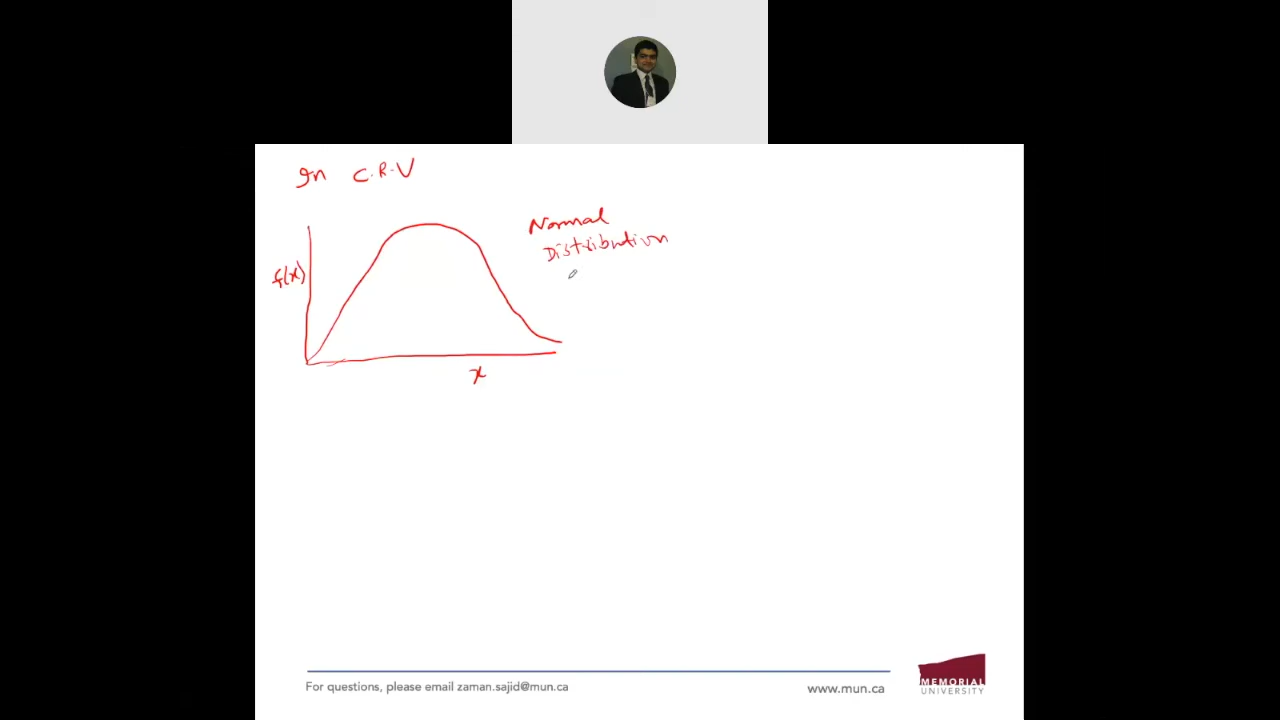 In C.R.V
Normal
Distribution
f(x)
x
For questions, please email zaman.sajid@mun.ca
www.mun.ca
MEMORIAL
UNIVERSITY